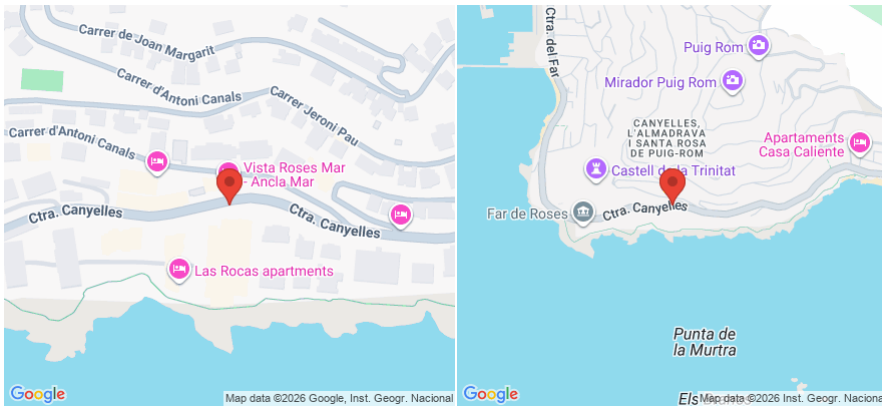 Carrer de Joan Margarit
Carrer d'Antoni Canals
Carrer Jeroni Pau
Carrer d'Antoni Canals
Vista Roses Mar
- Ancla Mar
Ctra. Canyelles
Ctra. Canyelles
Las Rocas apartments
Google
Map data ©2026 Google, Inst. Geogr. Nacional
Ctra. del Far
Puig Rom
Mirador Puig Rom
CANYELLES,
L'ALMADRAVA
I SANTA ROSA
DE PUIG-ROM
Apartaments
Casa Caliente
Castell de la Trinitat
Far de Roses
Ctra. Canyelles
Punta de
la Murtra
Els
Google
Map data ©2026 Google, Inst. Geogr. Nacional